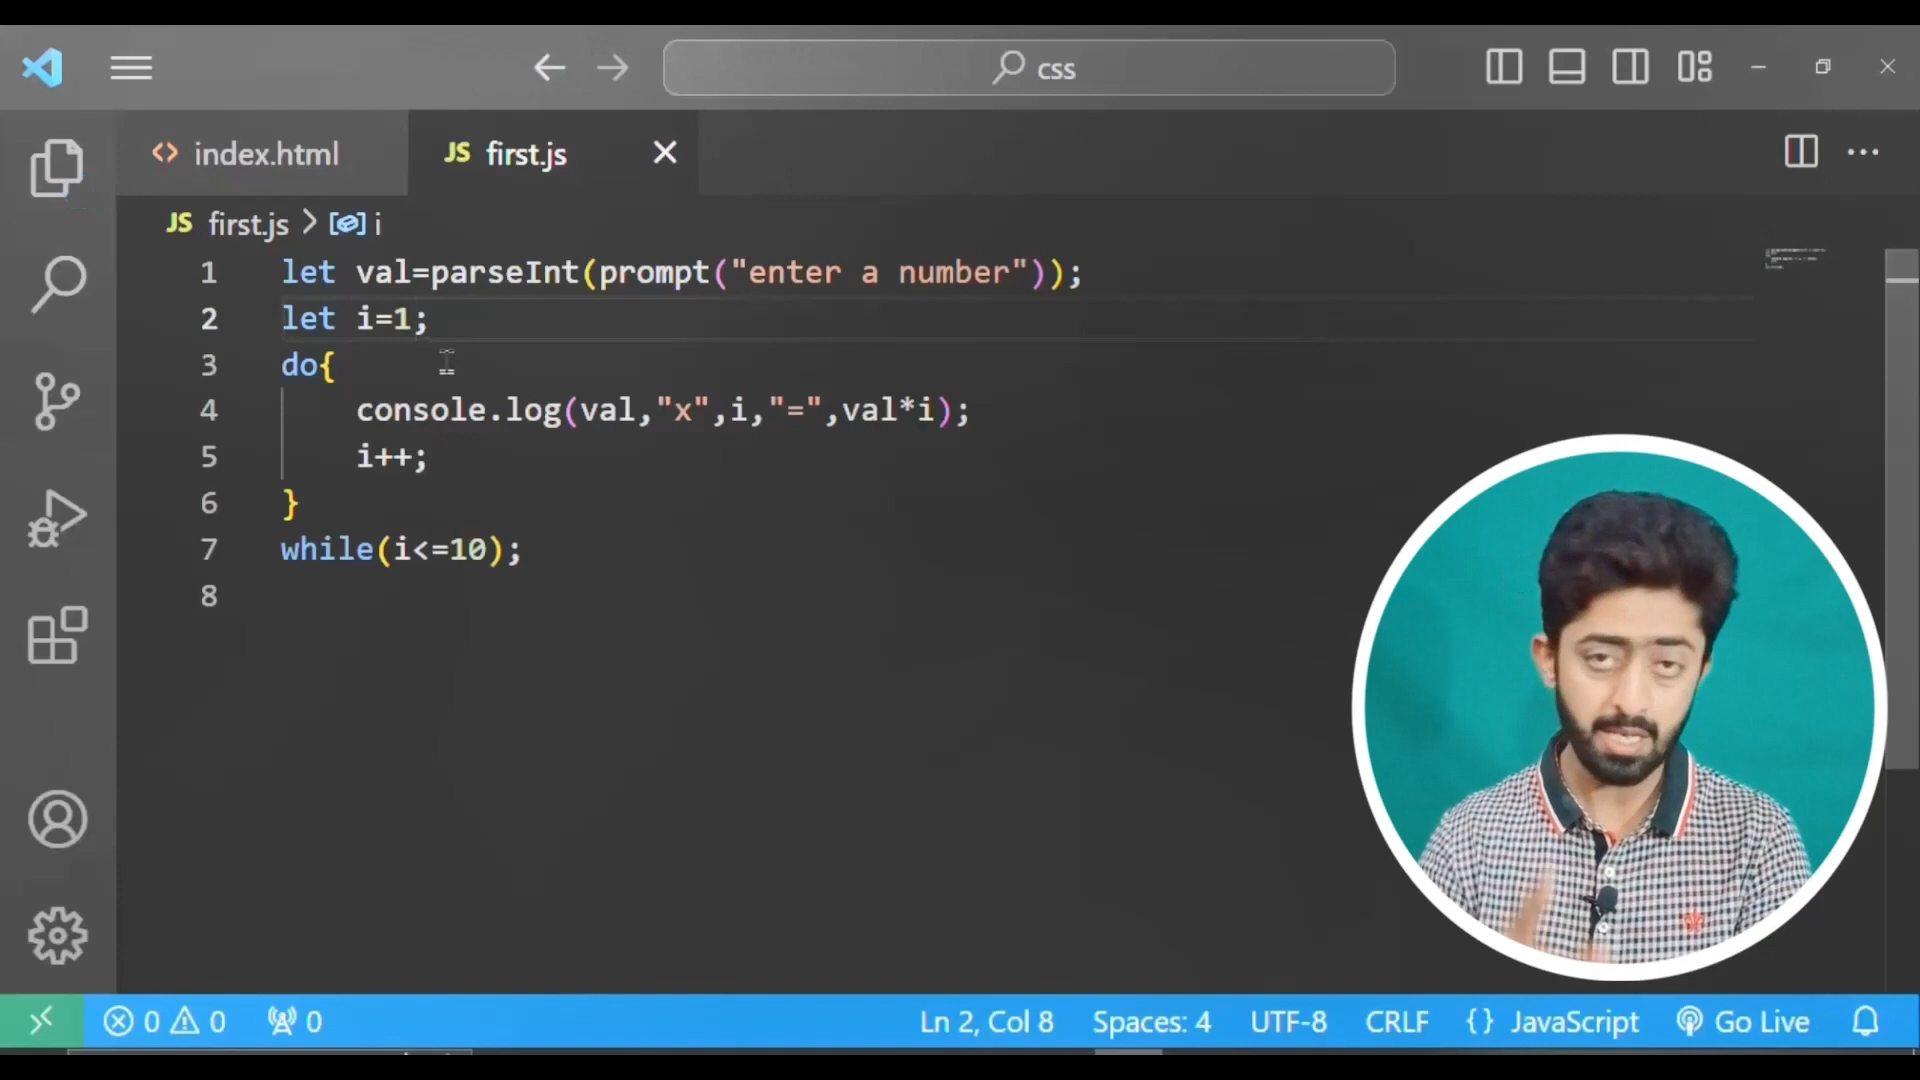 css
index.html
JS first.js
JS first.js > i
1 let val=parseInt(prompt("enter a number"));
2 let i=1;
3 do{
4 console.log(val,"x",i,"=",val*i);
5 i++;
6 }
7 while(i<=10);
8
0 0 0 Ln 2, Col 8 Spaces: 4 UTF-8 CRLF {} JavaScript Go Live